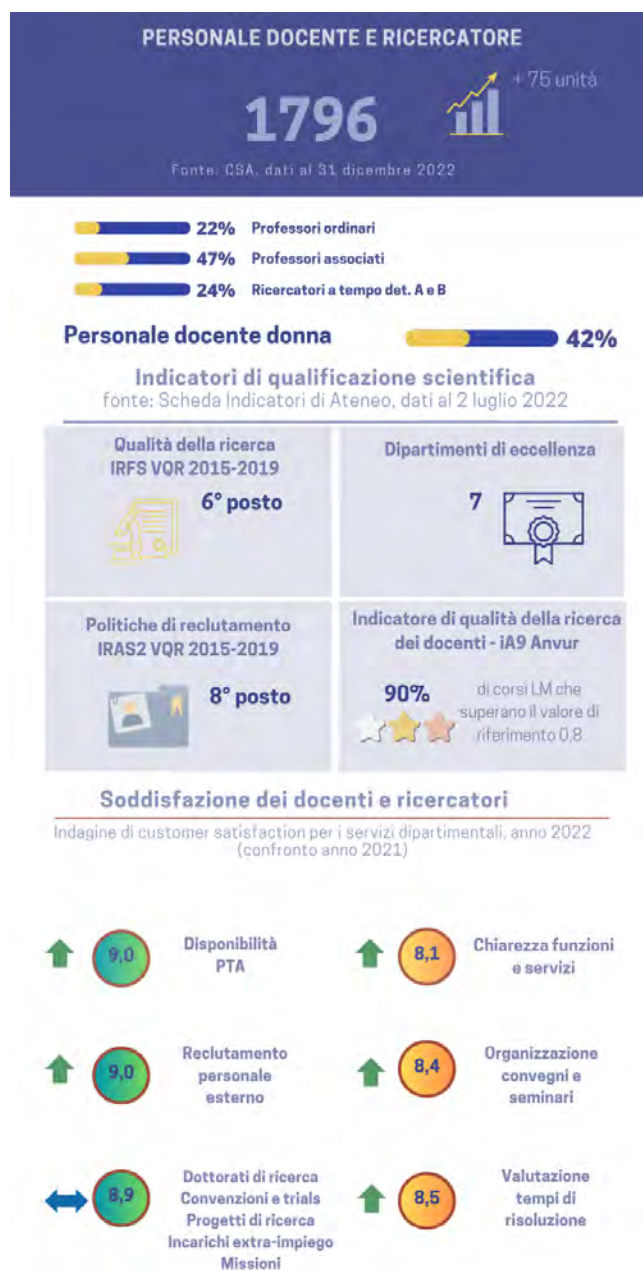 PERSONALE DOCENTE E RICERCATORE
+ 75 unità
1796
Fonte: CSA, dati al 31 dicembre 2022
22% Professori ordinari
47% Professori associati
24% Ricercatori a tempo det. A e B
Personale docente donna 42%
Indicatori di qualificazione scientifica
fonte: Scheda Indicatori di Ateneo, dati al 2 luglio 2022
Qualità della ricerca
IRFS VQR 2015-2019
6° posto
Dipartimenti di eccellenza
7
Politiche di reclutamento
IRAS2 VQR 2015-2019
8° posto
Indicatore di qualità della ricerca
dei docenti - iA9 Anvur
90%
di corsi LM che
superano il valore di
riferimento 0,8
Soddisfazione dei docenti e ricercatori
Indagine di customer satisfaction per i servizi dipartimentali, anno 2022
(confronto anno 2021)
9,0
Disponibilità
PTA
8,1
Chiarezza funzioni
e servizi
9,0
Reclutamento
personale
esterno
8,4
Organizzazione
convegni e
seminari
8,9
Dottorati di ricerca
Convenzioni e trials
Progetti di ricerca
Incarichi extra-impiego
Missioni
8,5
Valutazione
tempi di
risoluzione